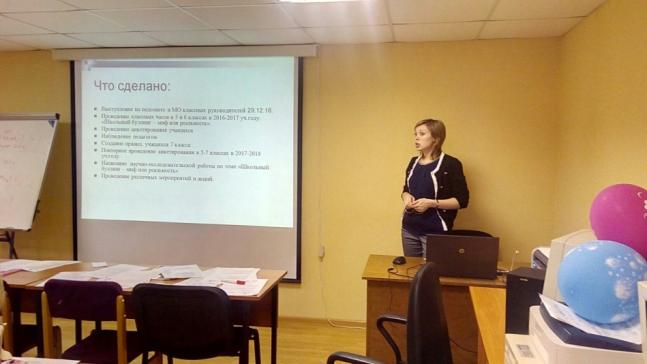 Что сделано:
Выступление на педсовете и МО классных руководителей 29.12.16.
Проведение классных часов в 5 и 6 классах в 2016-2017 уч.году.
«Школьный буллинг - миф или реальность».
Проведение анкетирования учащихся
Наблюдение педагогов
Создание правил, учащихся 7 класса
Повторное проведение анкетирования в 5-7 классах в 2017-2018
уч.году.
Написание научно-исследовательской работы по теме «Школьный
буллинг - миф или реальность»
Проведение различных мероприятий и акций.